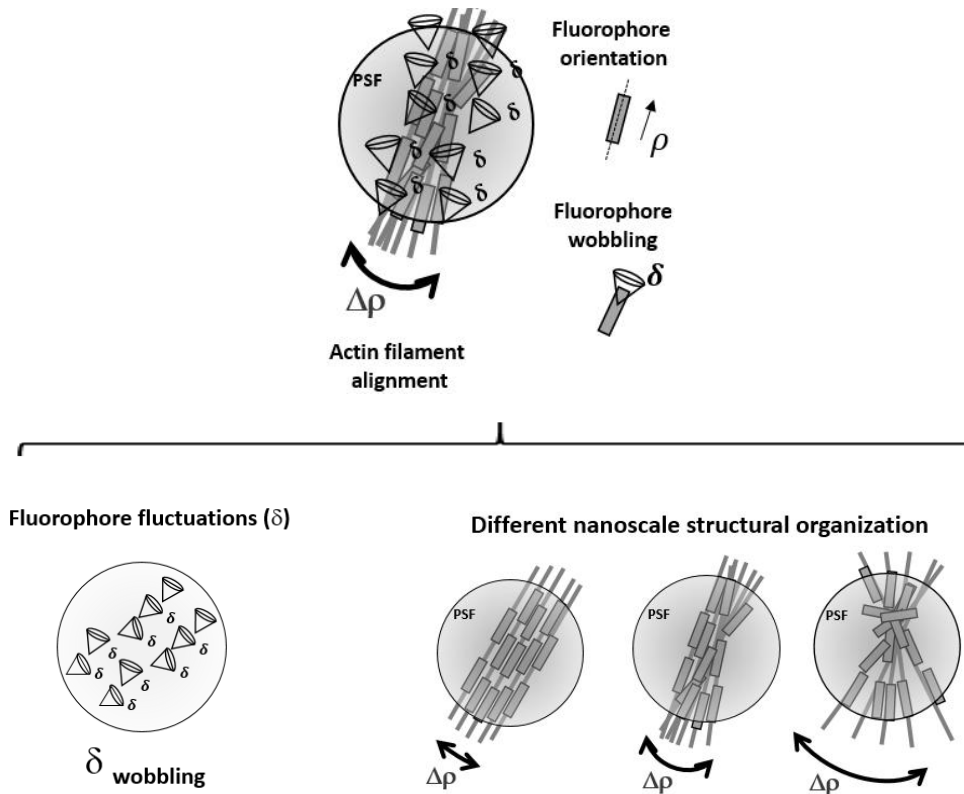 Fluorophore
orientation
PSF
δ
δ
δ
δ
δ
δ
δ
δ
ρ
Fluorophore
wobbling
δ
Δρ
Actin filament
alignment
Fluorophore fluctuations (δ)
Different nanoscale structural organization
PSF
PSF
PSF
δ
δ
δ
δ
δ
δ
δ
δ
δ
δ wobbling
Δρ
Δρ
Δρ